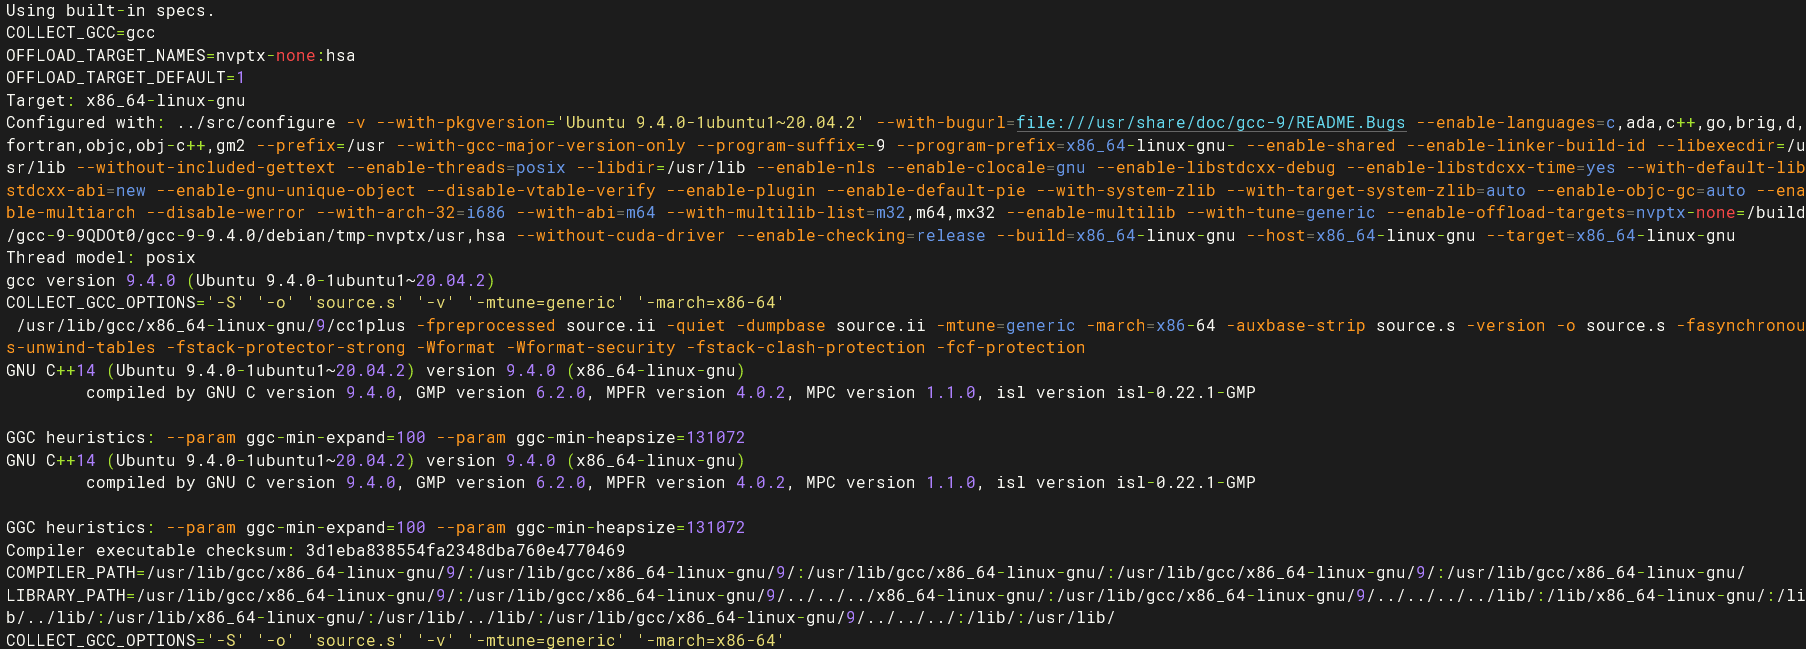 Using built-in specs.
COLLECT_GCC=gcc
OFFLOAD_TARGET_NAMES=nvptx-none:hsa
OFFLOAD_TARGET_DEFAULT=1
Target: x86_64-linux-gnu
Configured with: ../src/configure -v --with-pkgversion='Ubuntu 9.4.0-1ubuntu1~20.04.2' --with-bugurl=file:///usr/share/doc/gcc-9/README.Bugs --enable-languages=c,ada,c++,go,brig,d,
fortran,objc,obj-c++,gm2 --prefix=/usr --with-gcc-major-version-only --program-suffix=-9 --program-prefix=x86_64-linux-gnu- --enable-shared --enable-linker-build-id --libexecdir=/u
sr/lib --without-included-gettext --enable-threads=posix --libdir=/usr/lib --enable-nls --enable-clocale=gnu --enable-libstdcxx-debug --enable-libstdcxx-time=yes --with-default-lib
stdcxx-abi=new --enable-gnu-unique-object --disable-vtable-verify --enable-plugin --enable-default-pie --with-system-zlib --with-target-system-zlib=auto --enable-objc-gc=auto --ena
ble-multiarch --disable-werror --with-arch-32=i686 --with-abi=m64 --with-multilib-list=m32,m64,mx32 --enable-multilib --with-tune=generic --enable-offload-targets=nvptx-none=/build
/gcc-9-9QDOt0/gcc-9-9.4.0/debian/tmp-nvptx/usr,hsa --without-cuda-driver --enable-checking=release --build=x86_64-linux-gnu --host=x86_64-linux-gnu --target=x86_64-linux-gnu
Thread model: posix
gcc version 9.4.0 (Ubuntu 9.4.0-1ubuntu1~20.04.2)
COLLECT_GCC_OPTIONS='-S' '-o' 'source.s' '-v' '-mtune=generic' '-march=x86-64'
 /usr/lib/gcc/x86_64-linux-gnu/9/cc1plus -fpreprocessed source.ii -quiet -dumpbase source.ii -mtune=generic -march=x86-64 -auxbase-strip source.s -version -o source.s -fasynchronou
s-unwind-tables -fstack-protector-strong -Wformat -Wformat-security -fstack-clash-protection -fcf-protection
GNU C++14 (Ubuntu 9.4.0-1ubuntu1~20.04.2) version 9.4.0 (x86_64-linux-gnu)
        compiled by GNU C version 9.4.0, GMP version 6.2.0, MPFR version 4.0.2, MPC version 1.1.0, isl version isl-0.22.1-GMP

GGC heuristics: --param ggc-min-expand=100 --param ggc-min-heapsize=131072
GNU C++14 (Ubuntu 9.4.0-1ubuntu1~20.04.2) version 9.4.0 (x86_64-linux-gnu)
        compiled by GNU C version 9.4.0, GMP version 6.2.0, MPFR version 4.0.2, MPC version 1.1.0, isl version isl-0.22.1-GMP

GGC heuristics: --param ggc-min-expand=100 --param ggc-min-heapsize=131072
Compiler executable checksum: 3d1eba838554fa2348dba760e4770469
COMPILER_PATH=/usr/lib/gcc/x86_64-linux-gnu/9/:/usr/lib/gcc/x86_64-linux-gnu/9/:/usr/lib/gcc/x86_64-linux-gnu/:/usr/lib/gcc/x86_64-linux-gnu/9/:/usr/lib/gcc/x86_64-linux-gnu/
LIBRARY_PATH=/usr/lib/gcc/x86_64-linux-gnu/9/:/usr/lib/gcc/x86_64-linux-gnu/9/../../../x86_64-linux-gnu/:/usr/lib/gcc/x86_64-linux-gnu/9/../../../../lib/:/lib/x86_64-linux-gnu/:/li
b/../lib/:/usr/lib/x86_64-linux-gnu/:/usr/lib/../lib/:/usr/lib/gcc/x86_64-linux-gnu/9/../../../:/lib/:/usr/lib/
COLLECT_GCC_OPTIONS='-S' '-o' 'source.s' '-v' '-mtune=generic' '-march=x86-64'